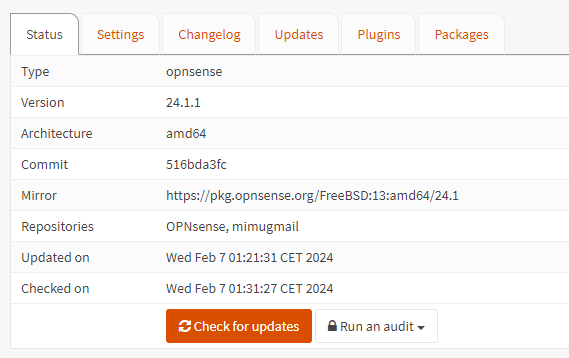 Status Settings Changelog Updates Plugins Packages
Type opnsense
Version 24.1.1
Architecture amd64
Commit 516bda3fc
Mirror https://pkg.opnsense.org/FreeBSD:13:amd64/24.1
Repositories OPNsense, mimugmail
Updated on Wed Feb 7 01:21:31 CET 2024
Checked on Wed Feb 7 01:31:27 CET 2024
Check for updates Run an audit